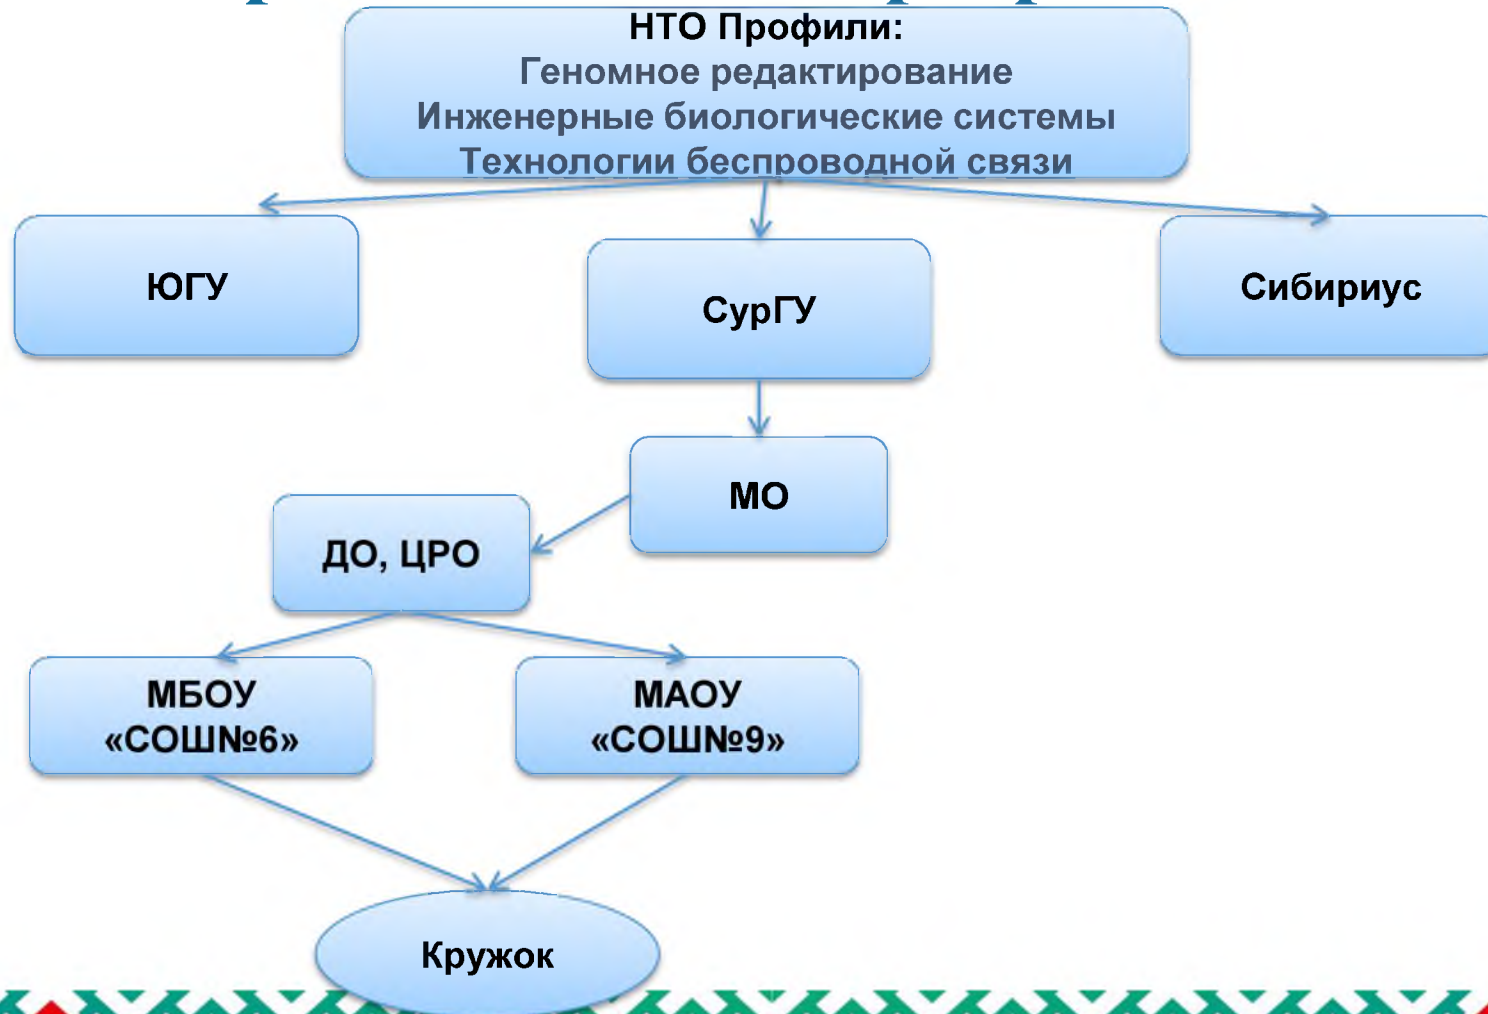 НТО Профили:
Геномное редактирование
Инженерные биологические системы
Технологии беспроводной связи
ЮГУ
СурГУ
Сибириус
МО
ДО, ЦРО
МБОУ
«СОШ№6»
МАОУ
«СОШ№9»
Кружок